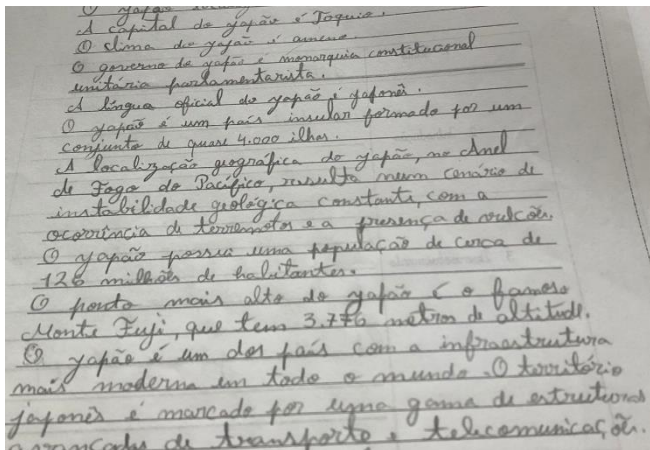 O Japão
A capital do Japão é Toquio.
O clima do Japão é ameno.
O governo do Japão é monarquia constitucional
unitária parlamentarista.
A língua oficial do Japão é japonês.
O Japão é um país insular formado por um
conjunto de quase 4.000 ilhas.
A localização geográfica do Japão, no Anel
de Fogo do Pacífico, resulta num cenário de
instabilidade geológica constante, com a
ocorrência de terremotos e a presença de vulcões.
O Japão possui uma população de cerca de
126 milhões de habitantes.
O ponto mais alto do Japão é o famoso
Monte Fuji, que tem 3.776 metros de altitude.
O Japão é um dos país com a infraestrutura
mais moderna em todo o mundo. O território
japonês é marcado por uma gama de estruturas
avançadas de transporte e telecomunicações.